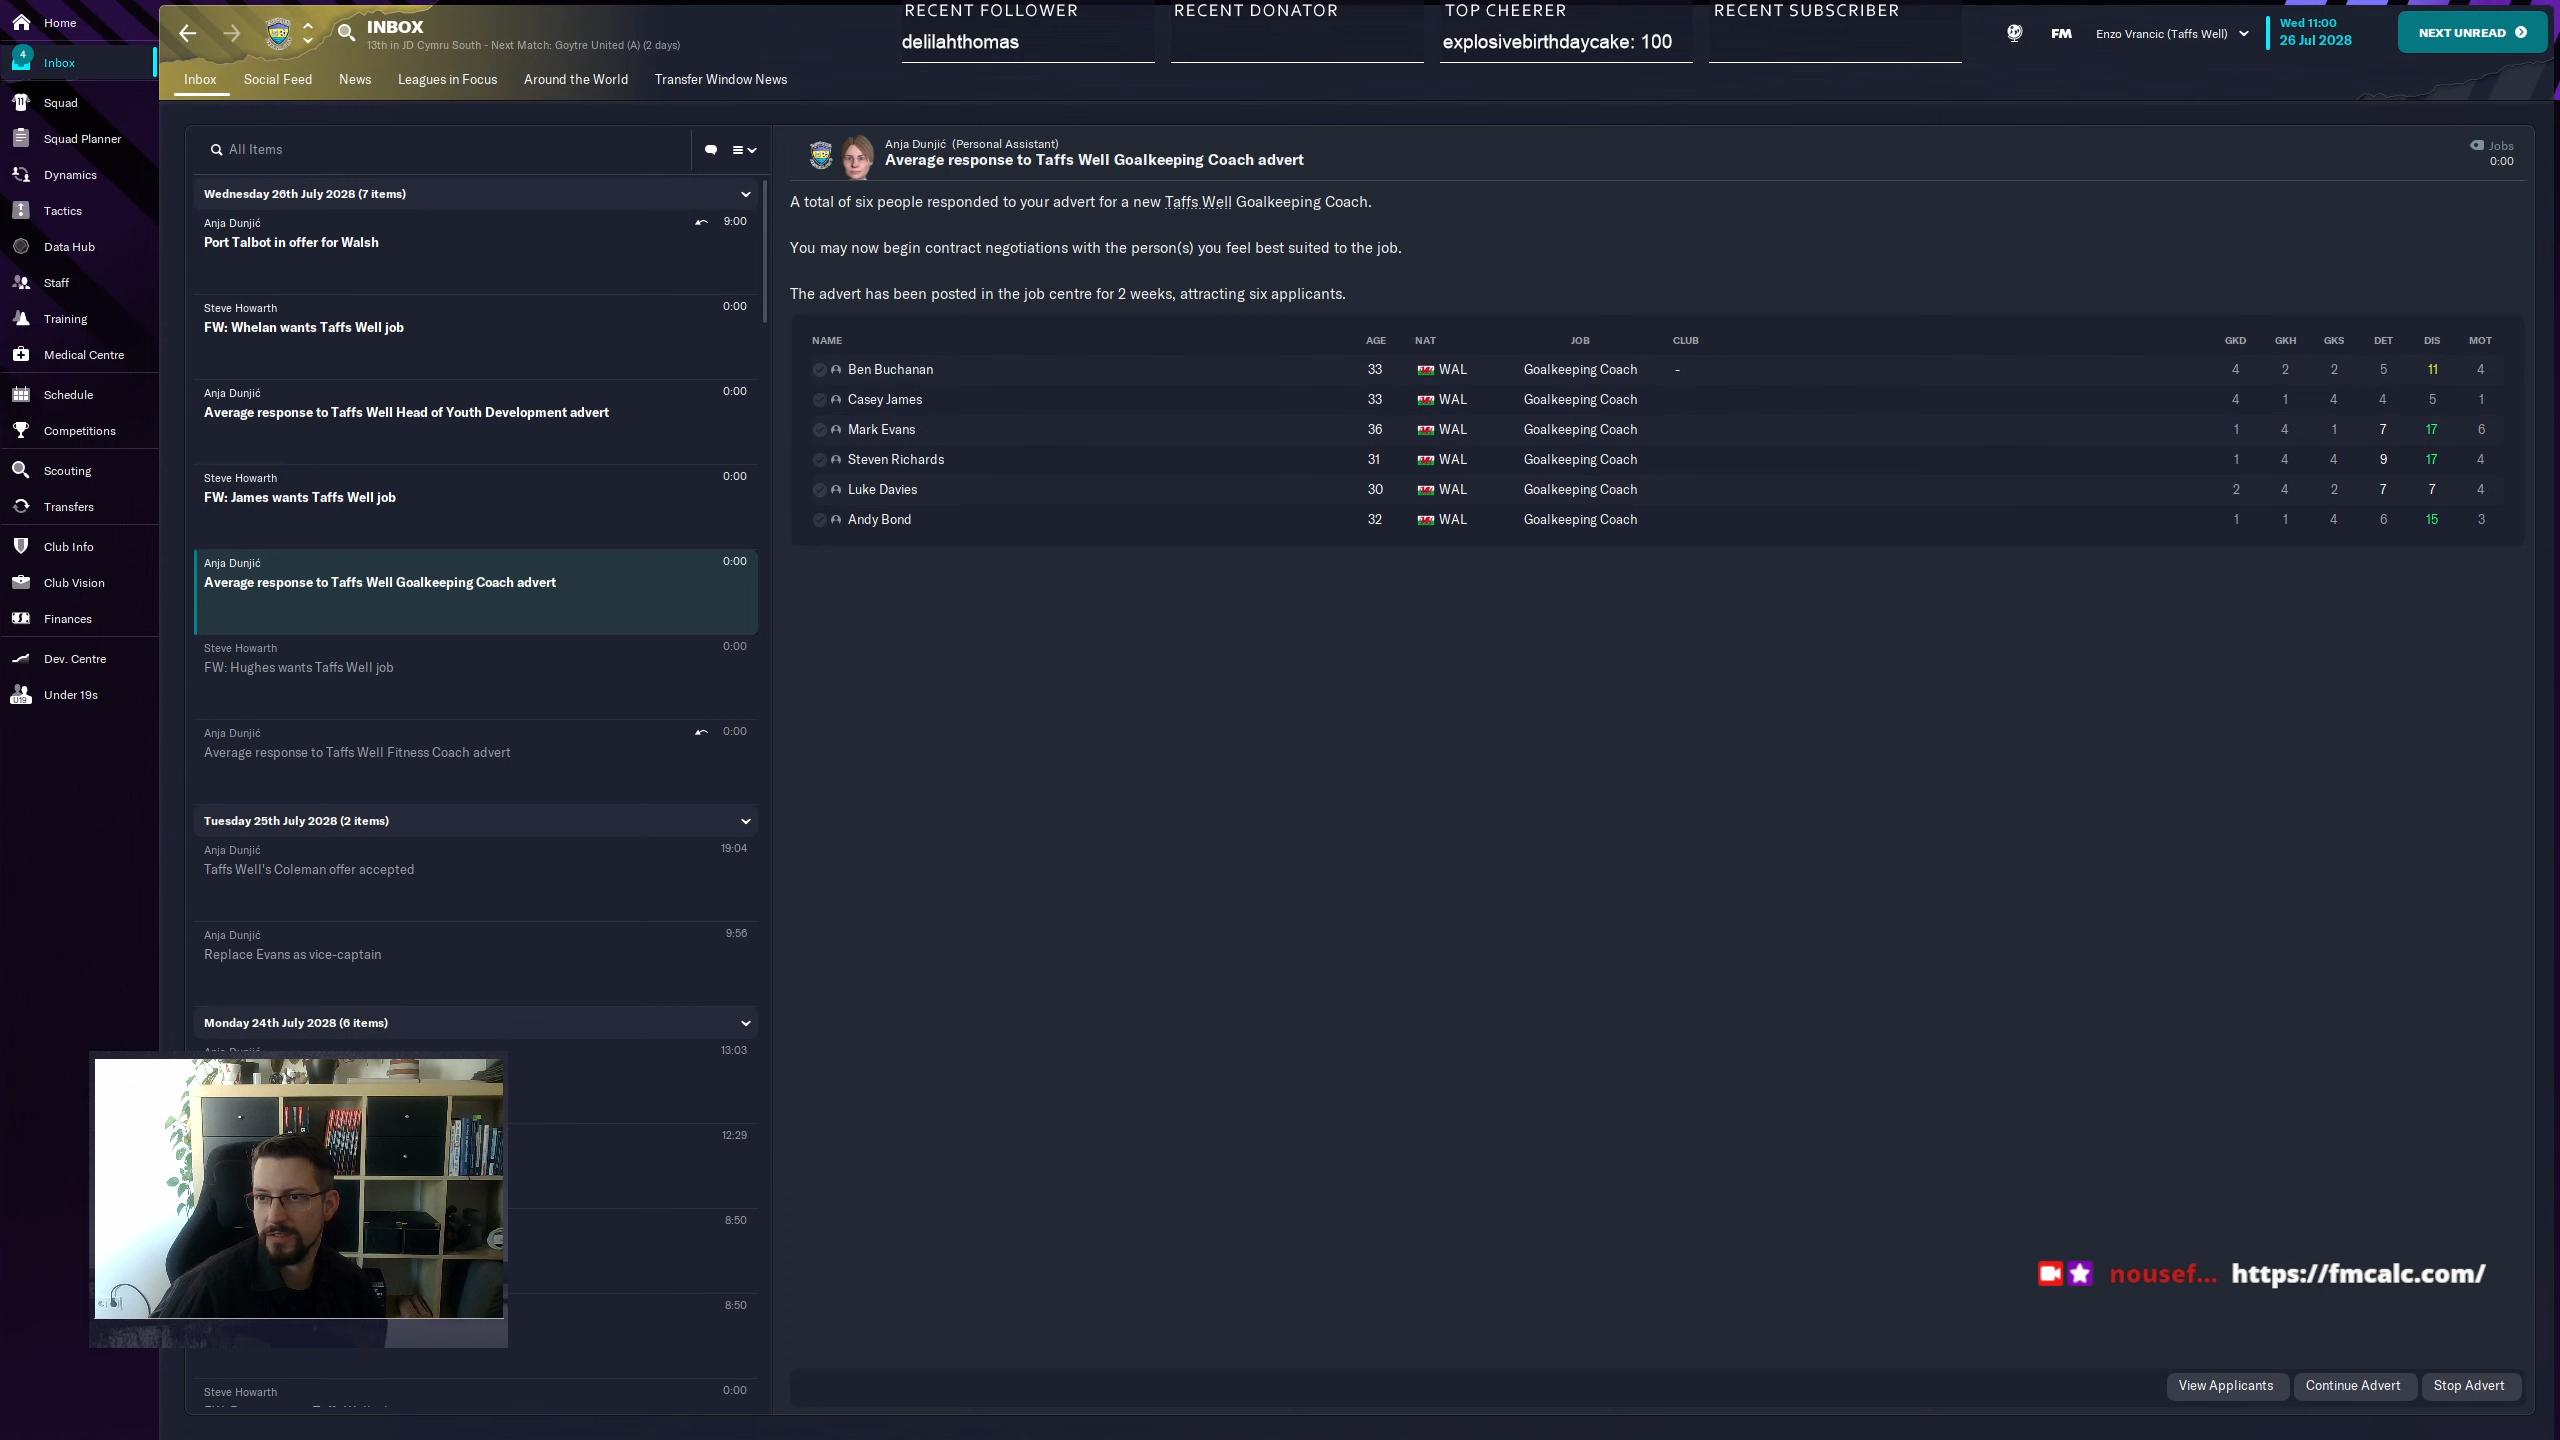 Home
4
Inbox
Squad
Squad Planner
Dynamics
Tactics
Data Hub
Staff
Training
Medical Centre
Schedule
Competitions
Scouting
Transfers
Club Info
Club Vision
Finances
Dev. Centre
U19
Under 19s
INBOX
13th in JD Cymru South - Next Match: Goytre United (A) (2 days)
RECENT FOLLOWER
delilahthomas
RECENT DONATOR
TOP CHEERER
explosivebirthdaycake: 100
RECENT SUBSCRIBER
FM
Enzo Vrancic (Taffs Well)
Wed 11:00
26 Jul 2028
NEXT UNREAD
Inbox Social Feed News Leagues in Focus Around the World Transfer Window News
All Items
Wednesday 26th July 2028 (7 items)
Anja Dunjić 9:00
Port Talbot in offer for Walsh
Steve Howarth 0:00
FW: Whelan wants Taffs Well job
Anja Dunjić 0:00
Average response to Taffs Well Head of Youth Development advert
Steve Howarth 0:00
FW: James wants Taffs Well job
Anja Dunjić 0:00
Average response to Taffs Well Goalkeeping Coach advert
Steve Howarth 0:00
FW: Hughes wants Taffs Well job
Anja Dunjić 0:00
Average response to Taffs Well Fitness Coach advert
Tuesday 25th July 2028 (2 items)
Anja Dunjić 19:04
Taffs Well's Coleman offer accepted
Anja Dunjić 9:56
Replace Evans as vice-captain
Monday 24th July 2028 (6 items)
13:03
12:29
8:50
8:50
Steve Howarth 0:00
Anja Dunjić (Personal Assistant)
Average response to Taffs Well Goalkeeping Coach advert
Jobs
0:00
A total of six people responded to your advert for a new Taffs Well Goalkeeping Coach.
You may now begin contract negotiations with the person(s) you feel best suited to the job.
The advert has been posted in the job centre for 2 weeks, attracting six applicants.
NAME AGE NAT JOB CLUB GKD GKH GKS DET DIS MOT
Ben Buchanan 33 WAL Goalkeeping Coach - 4 2 2 5 11 4
Casey James 33 WAL Goalkeeping Coach 4 1 4 4 5 1
Mark Evans 36 WAL Goalkeeping Coach 1 4 1 7 17 6
Steven Richards 31 WAL Goalkeeping Coach 1 4 4 9 17 4
Luke Davies 30 WAL Goalkeeping Coach 2 4 2 7 7 4
Andy Bond 32 WAL Goalkeeping Coach 1 1 4 6 15 3
nousef... https://fmcalc.com/
View Applicants Continue Advert Stop Advert